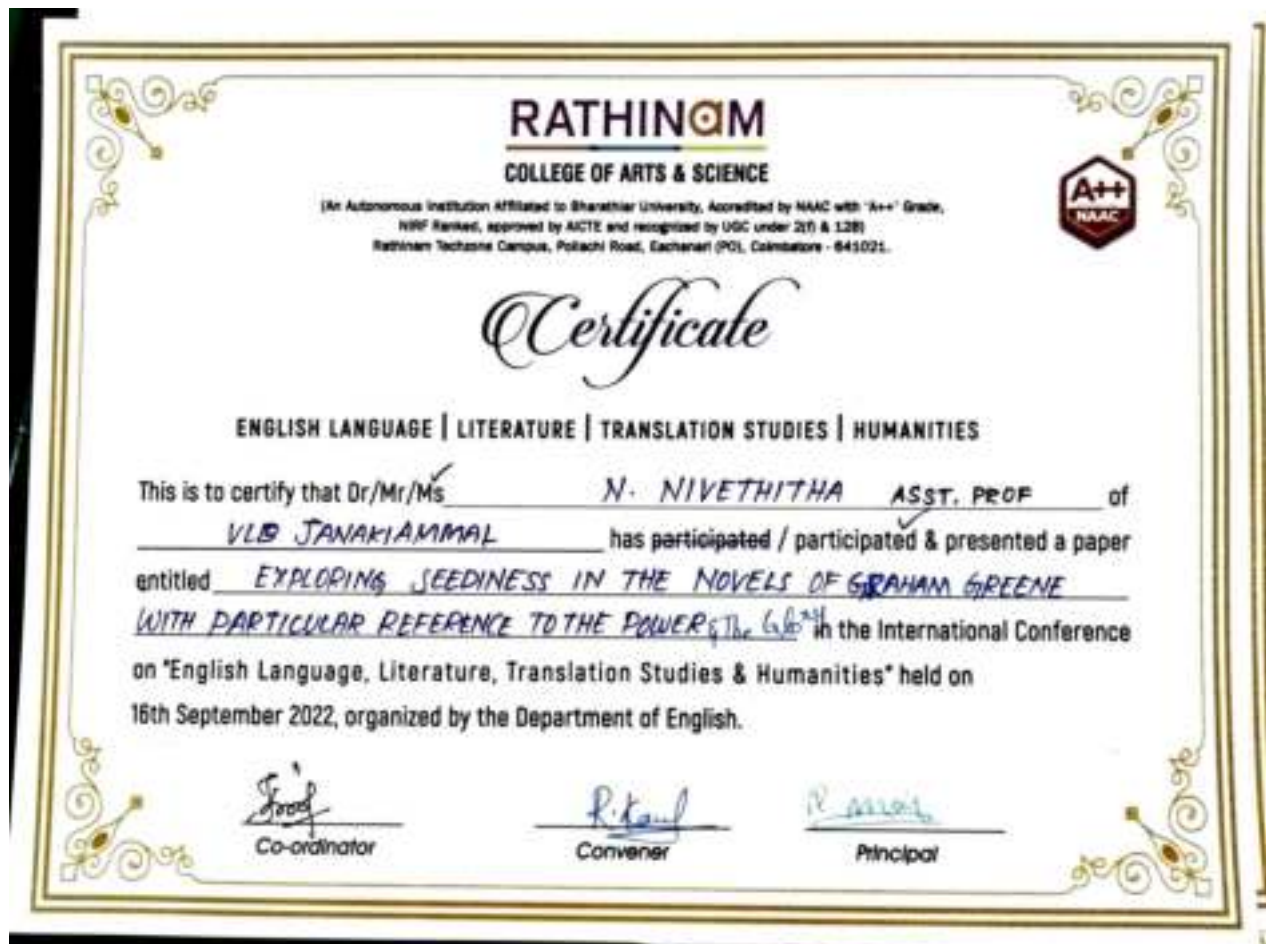 RATHINAM
COLLEGE OF ARTS & SCIENCE
(An Autonomous Institution Affiliated to Bharathiar University, Accredited by NAAC with "A++" Grade,
NIRF Ranked, approved by AICTE and recognized by UGC under 2(f) & 12B)
Rathinam Techzone Campus, Pollachi Road, Eachanari (PO), Coimbatore - 641021.
A++
NAAC
Certificate
ENGLISH LANGUAGE | LITERATURE | TRANSLATION STUDIES | HUMANITIES
This is to certify that Dr/Mr/Ms N. NIVETHITHA ASST. PROF of
VLB JANAKIAMMAL has participated / participated & presented a paper
entitled EXPLORING SEEDINESS IN THE NOVELS OF GRAHAM GREENE
WITH PARTICULAR REFERENCE TO THE POWER & The Glory in the International Conference
on "English Language, Literature, Translation Studies & Humanities" held on
16th September 2022, organized by the Department of English.
Co-ordinator Convener Principal